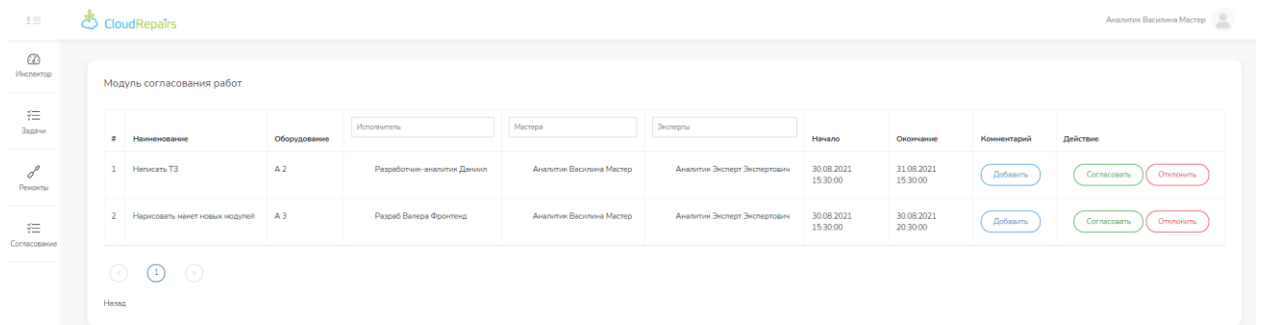 CloudRepairs
Аналитик Василина Мастер
Инспектор
Задачи
Ремонты
Согласование
Модуль согласования работ
# Наименование Оборудование Исполнитель Мастера Эксперты Начало Окончание Комментарий Действие
1 Написать ТЗ А 2 Разработчик-аналитик Даниил Аналитик Василина Мастер Аналитик Эксперт Экспертович 30.08.2021 31.08.2021 Добавить Согласовать Отклонить
15:30:00 15:30:00
2 Нарисовать макет новых модулей А 3 Разраб Валера Фронтенд Аналитик Василина Мастер Аналитик Эксперт Экспертович 30.08.2021 30.08.2021 Добавить Согласовать Отклонить
15:30:00 20:30:00
< 1 >
Назад